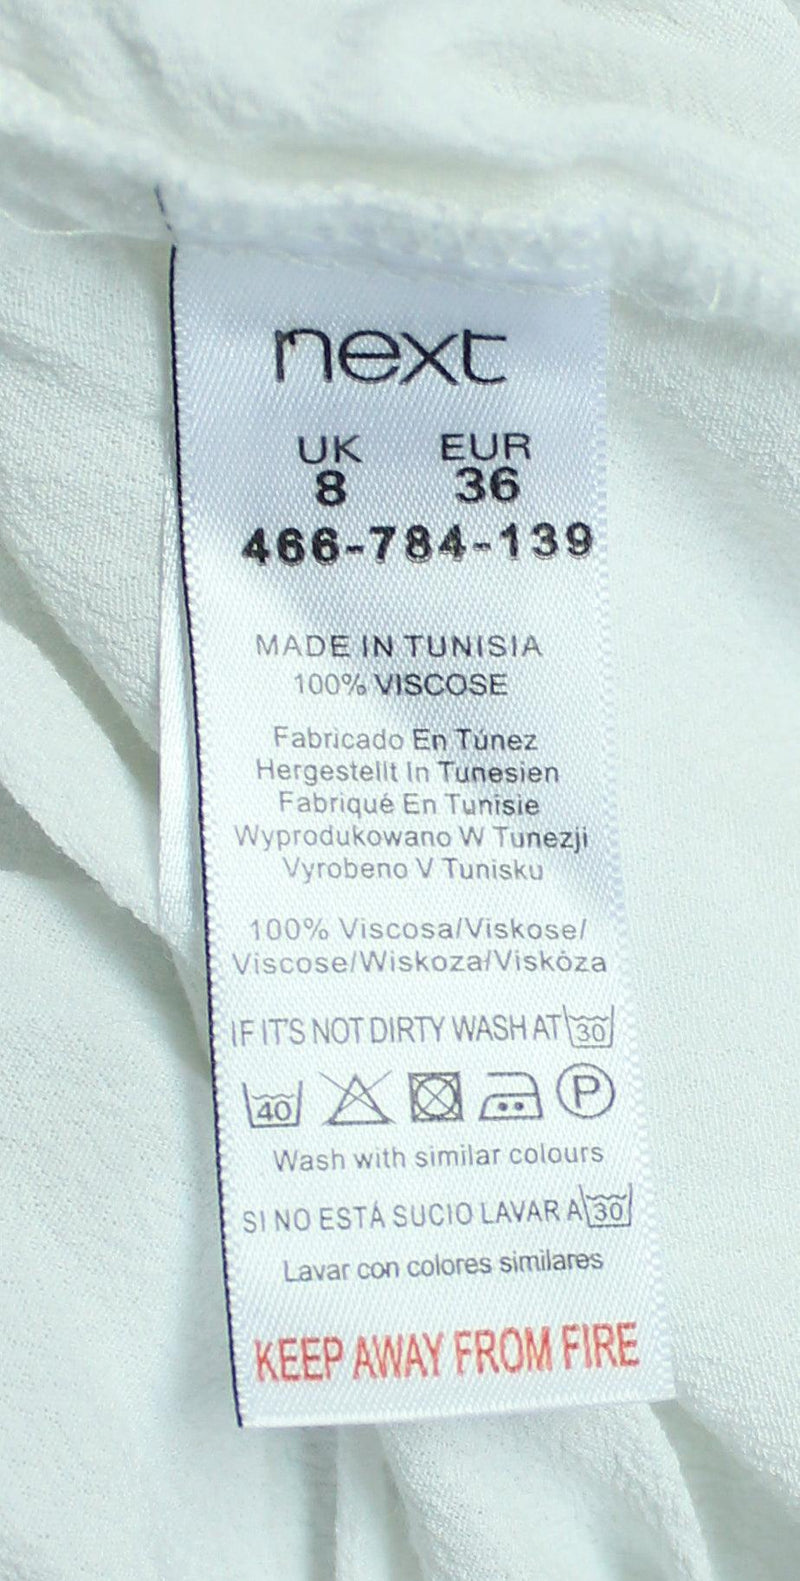 next
UK EUR
8 36
466-784-139
MADE IN TUNISIA
100% VISCOSE
Fabricado En Túnez
Hergestellt In Tunesien
Fabriqué En Tunisie
Wyprodukowano W Tunezji
Vyrobeno V Tunisku
100% Viscosa/Viskose/
Viscose/Wiskoza/Viskóza
IF IT'S NOT DIRTY WASH AT 30
40 P
Wash with similar colours
SI NO ESTÁ SUCIO LAVAR A 30
Lavar con colores similares
KEEP AWAY FROM FIRE